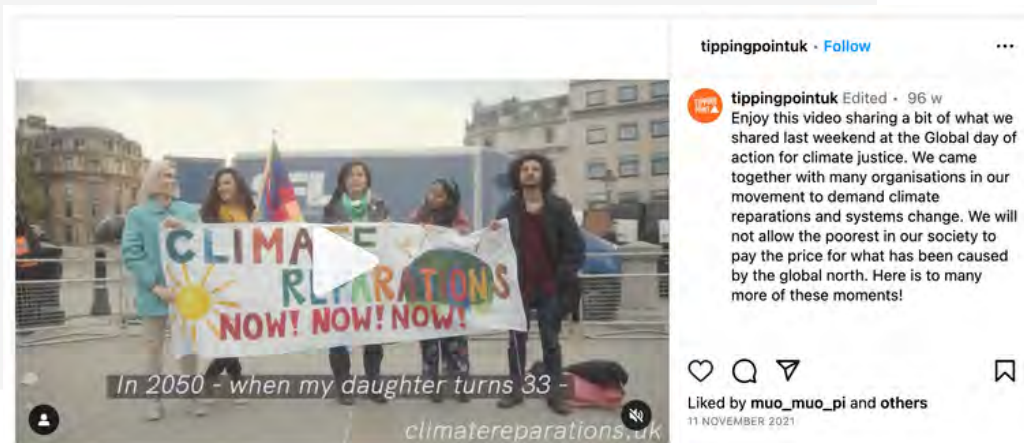 CLIMATE
REPARATIONS
NOW! NOW! NOW!
In 2050 - when my daughter turns 33 -
climatereparations.uk
tippingpointuk · Follow
tippingpointuk Edited · 96 w
Enjoy this video sharing a bit of what we
shared last weekend at the Global day of
action for climate justice. We came
together with many organisations in our
movement to demand climate
reparations and systems change. We will
not allow the poorest in our society to
pay the price for what has been caused
by the global north. Here is to many
more of these moments!
Liked by muo_muo_pi and others
11 NOVEMBER 2021